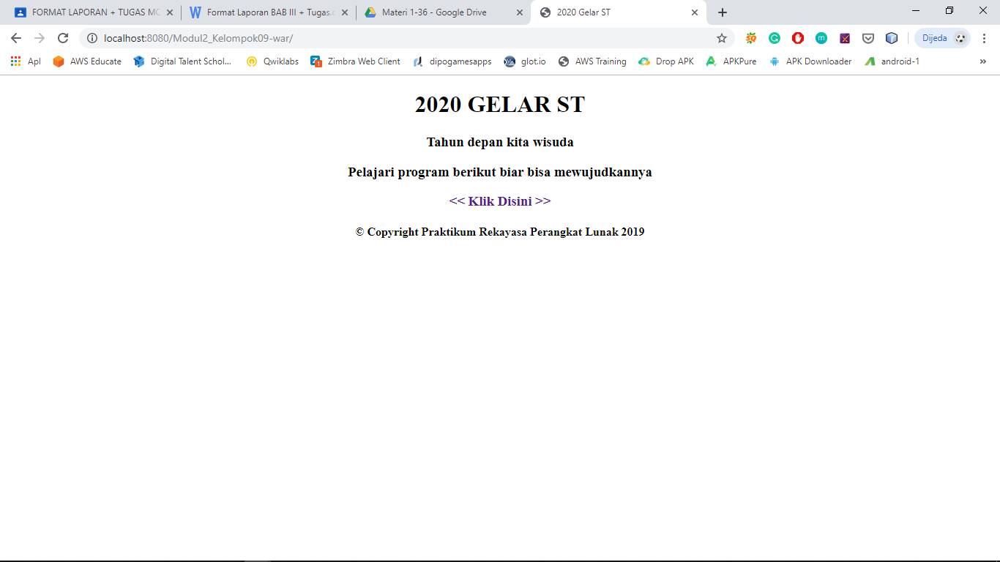 FORMAT LAPORAN + TUGAS MO
Format Laporan BAB III + Tugas.
Materi 1-36 - Google Drive
2020 Gelar ST
localhost:8080/Modul2_Kelompok09-war/
Dijeda
Apl
AWS Educate
Digital Talent Schol...
Qwiklabs
Zimbra Web Client
dipogamesapps
glot.io
AWS Training
Drop APK
APKPure
APK Downloader
android-1
»
2020 GELAR ST
Tahun depan kita wisuda
Pelajari program berikut biar bisa mewujudkannya
<< Klik Disini >>
© Copyright Praktikum Rekayasa Perangkat Lunak 2019